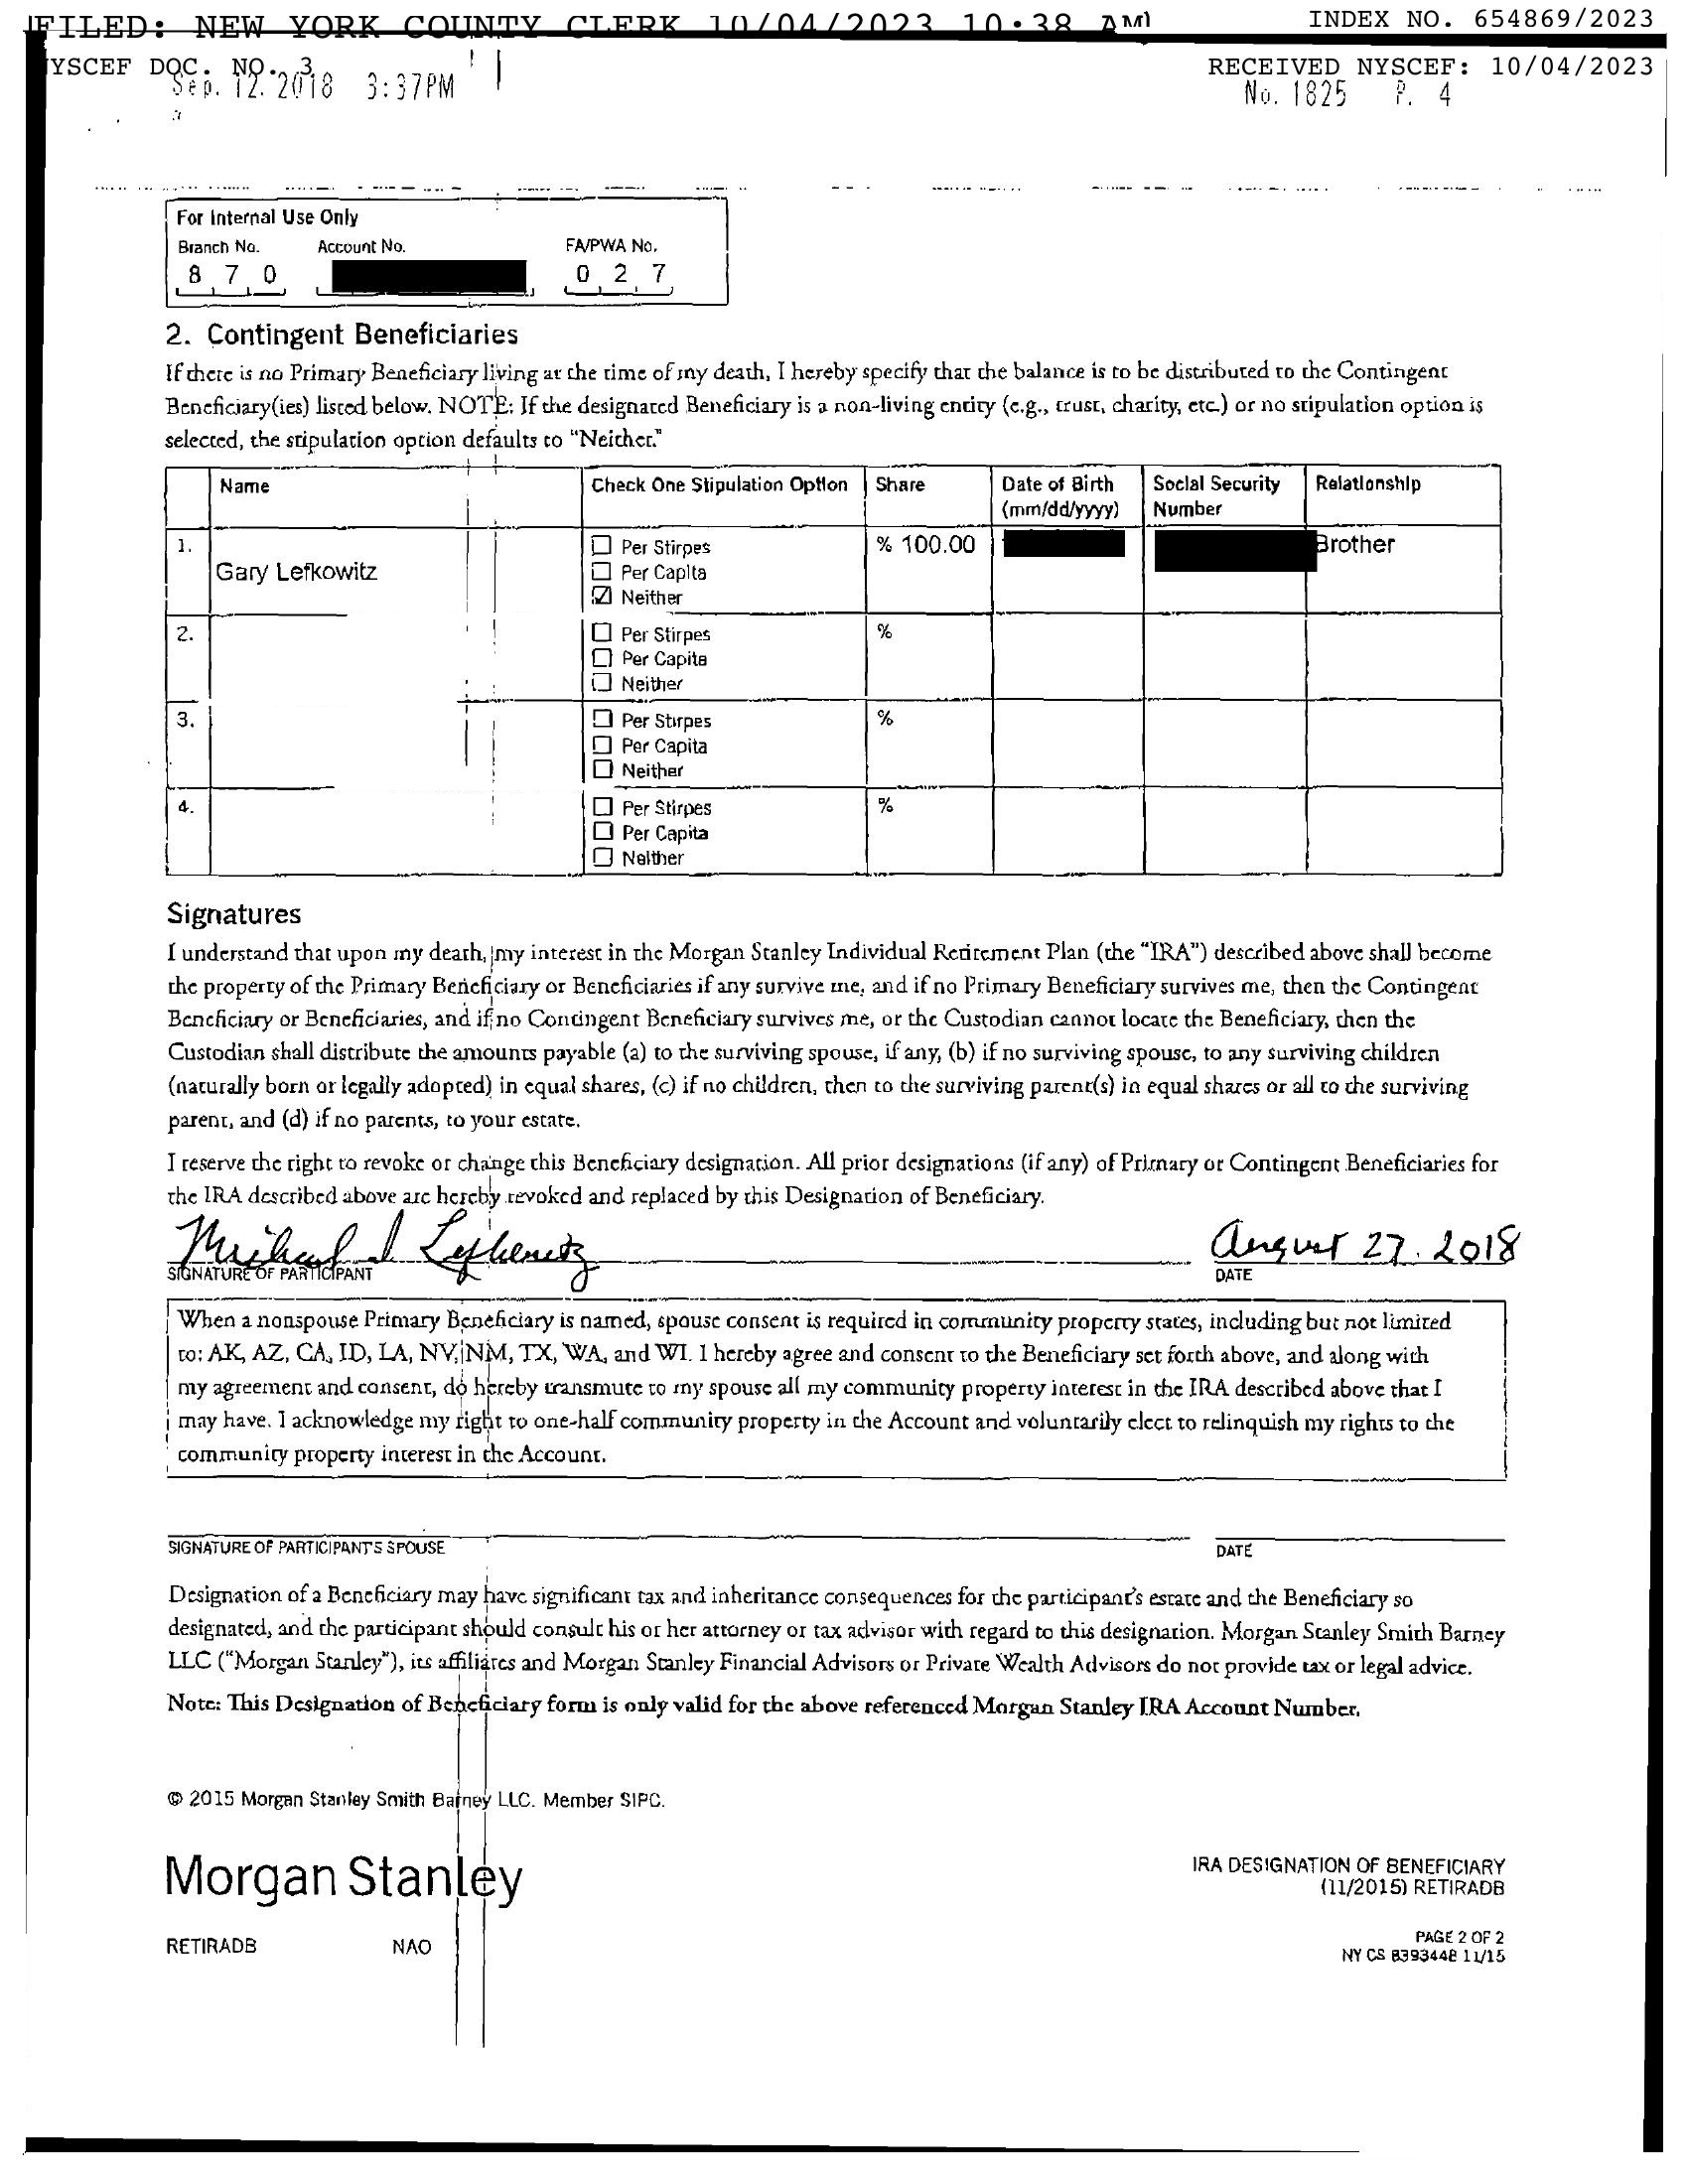 FILED: NEW YORK COUNTY CLERK 10/04/2023 10:38 AM
INDEX NO. 654869/2023
NYSCEF DOC. NO. 3
RECEIVED NYSCEF: 10/04/2023
Sep. 12. 2018 3:37PM
No. 1825 P. 4
For Internal Use Only
Branch No. Account No. FA/PWA No.
8 7 0 0 2 7
2. Contingent Beneficiaries
If there is no Primary Beneficiary living at the time of my death, I hereby specify that the balance is to be distributed to the Contingent
Beneficiary(ies) listed below. NOTE: If the designated Beneficiary is a non-living entity (e.g., trust, charity, etc.) or no stipulation option is
selected, the stipulation option defaults to "Neither."
Name Check One Stipulation Option Share Date of Birth Social Security Relationship
(mm/dd/yyyy) Number
1. ☐ Per Stirpes % 100.00 Brother
Gary Lefkowitz ☐ Per Capita
☑ Neither
2. ☐ Per Stirpes %
☐ Per Capita
☐ Neither
3. ☐ Per Stirpes %
☐ Per Capita
☐ Neither
4. ☐ Per Stirpes %
☐ Per Capita
☐ Neither
Signatures
I understand that upon my death, my interest in the Morgan Stanley Individual Retirement Plan (the "IRA") described above shall become
the property of the Primary Beneficiary or Beneficiaries if any survive me, and if no Primary Beneficiary survives me, then the Contingent
Beneficiary or Beneficiaries, and if no Contingent Beneficiary survives me, or the Custodian cannot locate the Beneficiary, then the
Custodian shall distribute the amounts payable (a) to the surviving spouse, if any, (b) if no surviving spouse, to any surviving children
(naturally born or legally adopted) in equal shares, (c) if no children, then to the surviving parent(s) in equal shares or all to the surviving
parent, and (d) if no parents, to your estate.
I reserve the right to revoke or change this Beneficiary designation. All prior designations (if any) of Primary or Contingent Beneficiaries for
the IRA described above are hereby revoked and replaced by this Designation of Beneficiary.
Michael J Lefkowitz August 27. 2018
SIGNATURE OF PARTICIPANT DATE
When a nonspouse Primary Beneficiary is named, spouse consent is required in community property states, including but not limited
to: AK, AZ, CA, ID, LA, NV, NM, TX, WA, and WI. I hereby agree and consent to the Beneficiary set forth above, and along with
my agreement and consent, do hereby transmute to my spouse all my community property interest in the IRA described above that I
may have. I acknowledge my right to one-half community property in the Account and voluntarily elect to relinquish my rights to the
community property interest in the Account.
SIGNATURE OF PARTICIPANT'S SPOUSE DATE
Designation of a Beneficiary may have significant tax and inheritance consequences for the participant's estate and the Beneficiary so
designated, and the participant should consult his or her attorney or tax advisor with regard to this designation. Morgan Stanley Smith Barney
LLC ("Morgan Stanley"), its affiliates and Morgan Stanley Financial Advisors or Private Wealth Advisors do not provide tax or legal advice.
Note: This Designation of Beneficiary form is only valid for the above referenced Morgan Stanley IRA Account Number.
© 2015 Morgan Stanley Smith Barney LLC. Member SIPC.
Morgan Stanley
IRA DESIGNATION OF BENEFICIARY
(11/2015) RETIRADB
RETIRADB NAO
PAGE 2 OF 2
NY CS 8393448 11/15